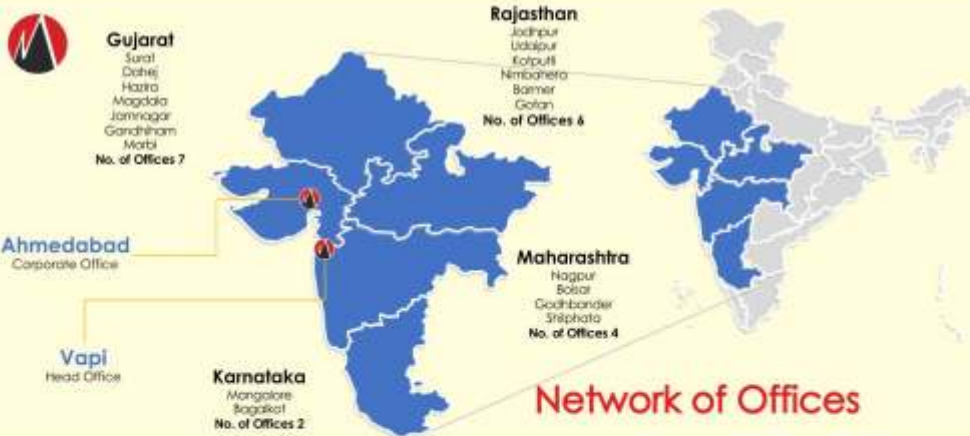 Gujarat
Surat
Dahej
Hazira
Magdala
Jamnagar
Gandhiham
Morbi
No. of Offices 7
Rajasthan
Jodhpur
Udaipur
Kotputli
Nimbahera
Barmer
Gotan
No. of Offices 6
Ahmedabad
Corporate Office
Vapi
Head Office
Maharashtra
Nagpur
Boisar
Godhbander
Shilphata
No. of Offices 4
Karnataka
Mangalore
Bagalkot
No. of Offices 2
Network of Offices